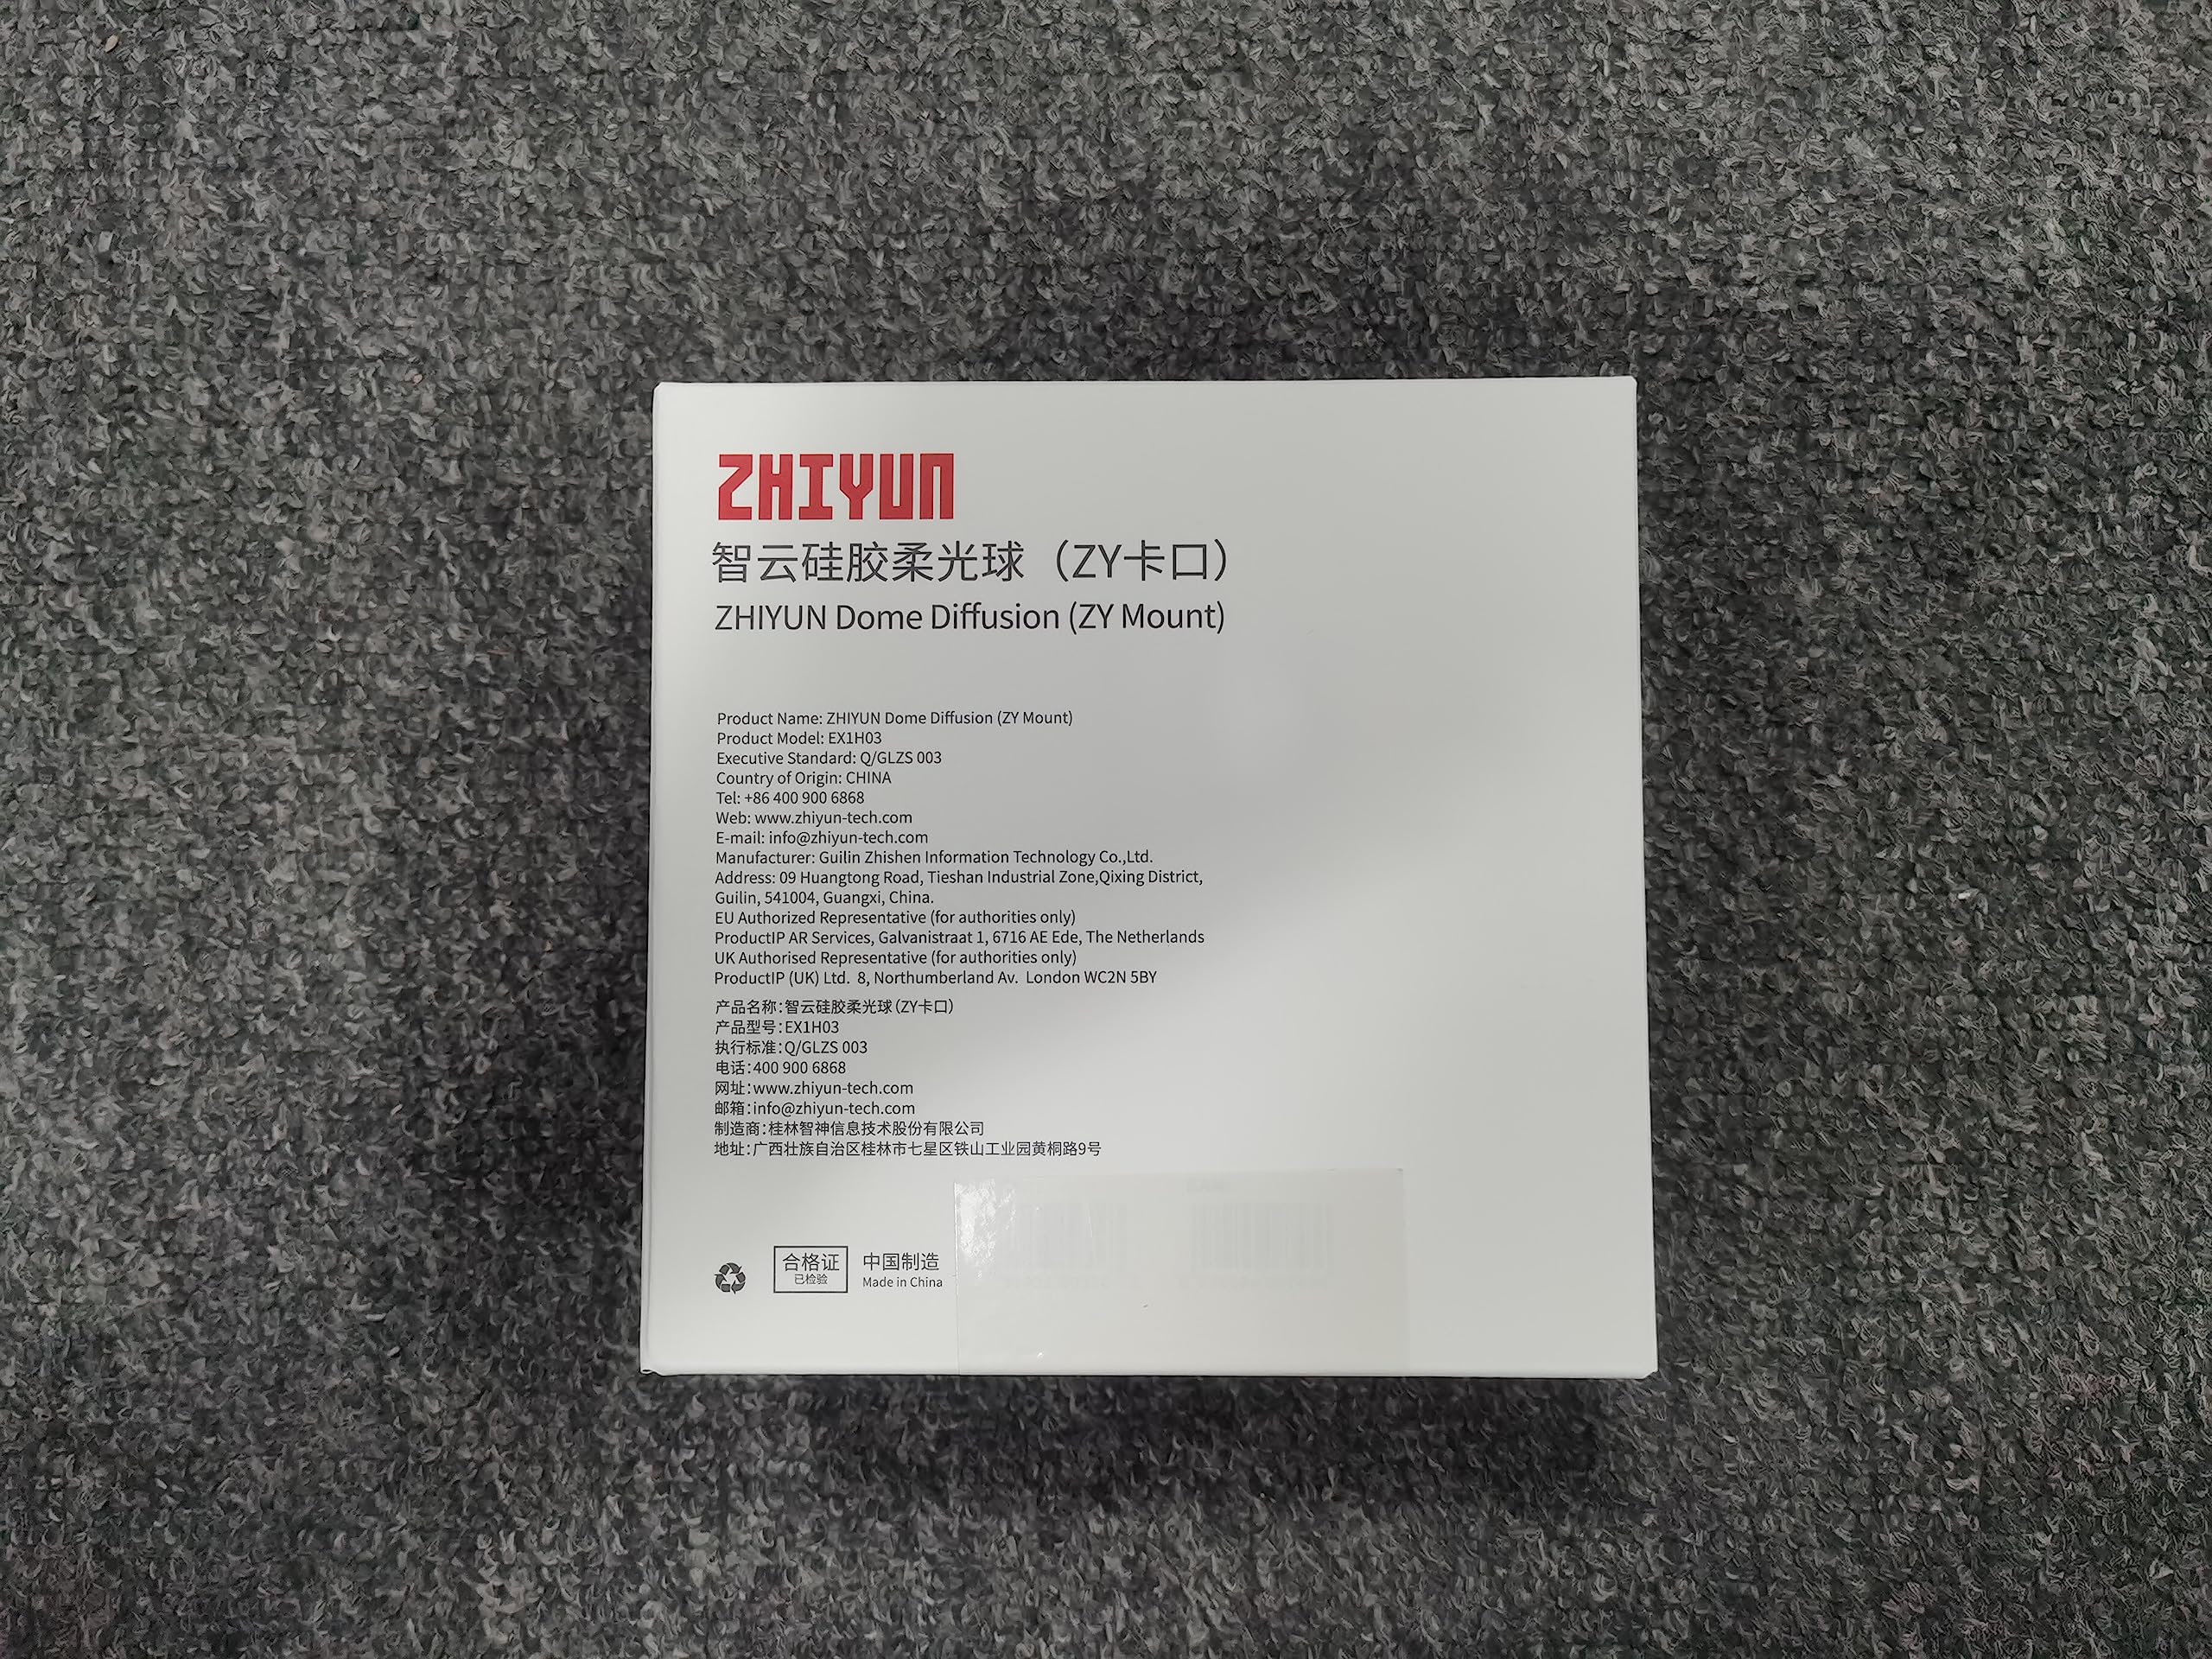 ZHIYUN
智云硅胶柔光球（ZY卡口）
ZHIYUN Dome Diffusion (ZY Mount)
Product Name: ZHIYUN Dome Diffusion (ZY Mount)
Product Model: EX1H03
Executive Standard: Q/GLZS 003
Country of Origin: CHINA
Tel: +86 400 900 6868
Web: www.zhiyun-tech.com
E-mail: info@zhiyun-tech.com
Manufacturer: Guilin Zhishen Information Technology Co.,Ltd.
Address: 09 Huangtong Road, Tieshan Industrial Zone,Qixing District,
Guilin, 541004, Guangxi, China.
EU Authorized Representative (for authorities only)
ProductIP AR Services, Galvanistraat 1, 6716 AE Ede, The Netherlands
UK Authorised Representative (for authorities only)
ProductIP (UK) Ltd. 8, Northumberland Av. London WC2N 5BY
产品名称：智云硅胶柔光球（ZY卡口）
产品型号：EX1H03
执行标准：Q/GLZS 003
电话：400 900 6868
网址：www.zhiyun-tech.com
邮箱：info@zhiyun-tech.com
制造商：桂林智神信息技术股份有限公司
地址：广西壮族自治区桂林市七星区铁山工业园黄桐路9号
合格证
已检验
中国制造
Made in China